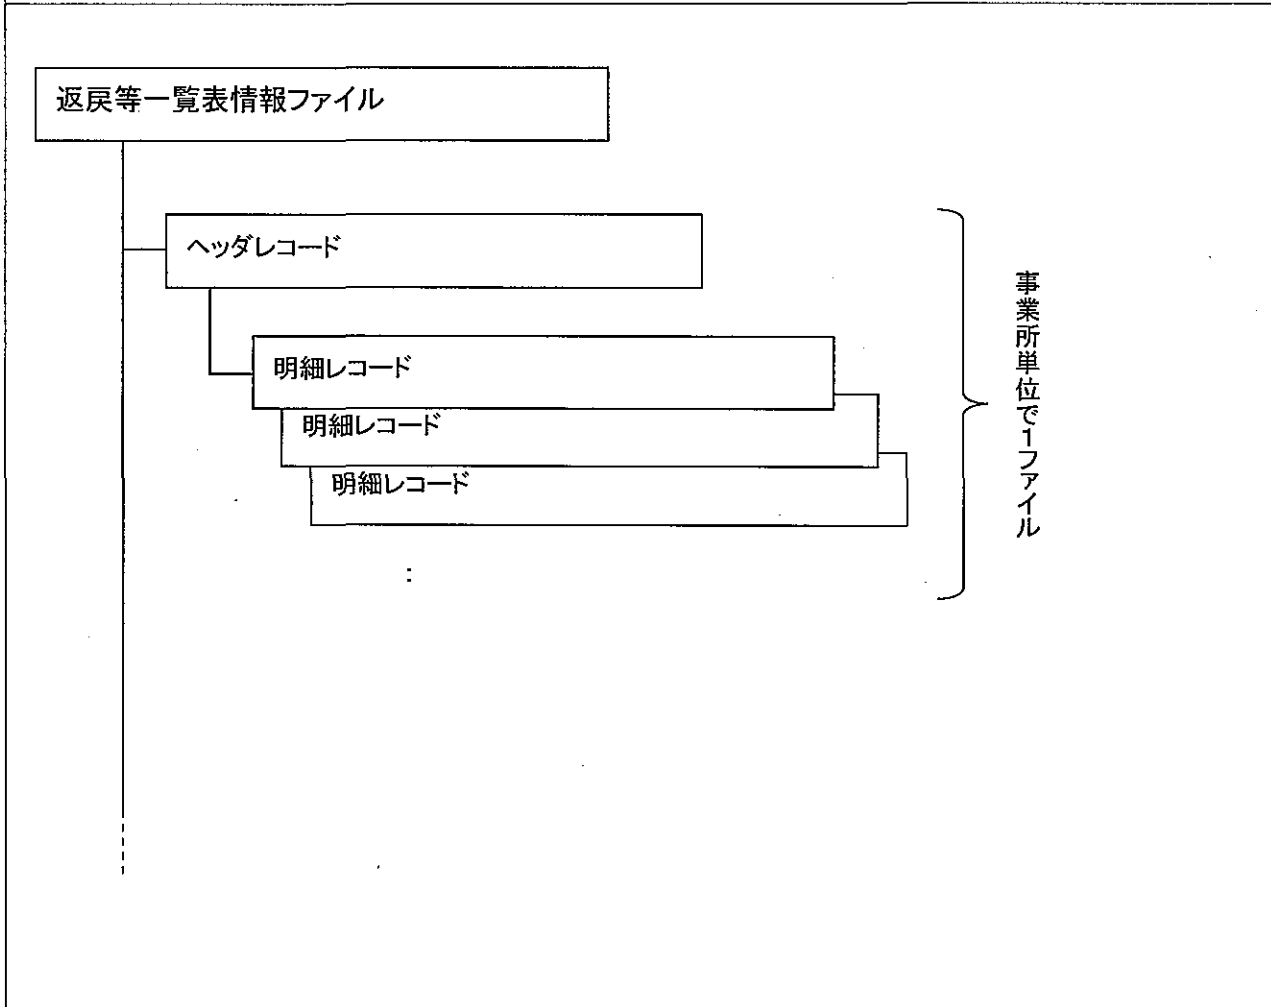 返戻等一覧表情報ファイル
ヘッダレコード
明細レコード
明細レコード
明細レコード
:
事業所単位で1ファイル